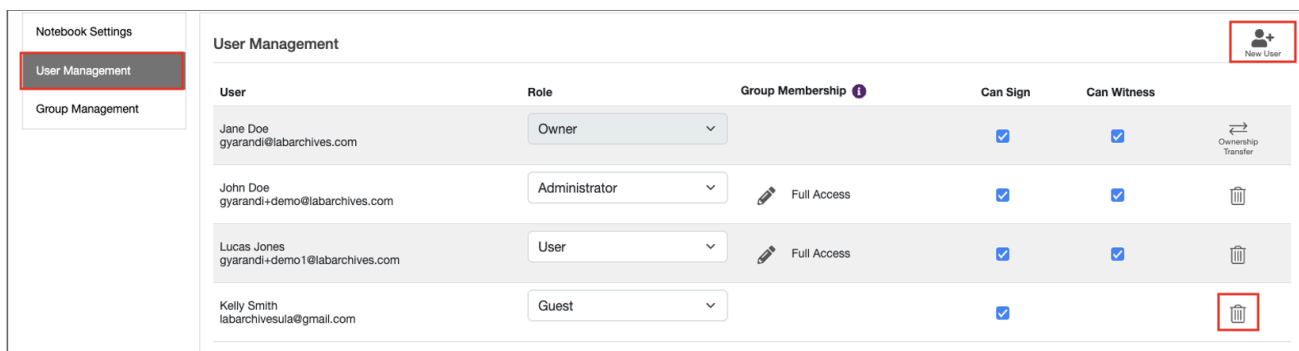 Notebook Settings
User Management
Group Management
User Management
New User
User Role Group Membership Can Sign Can Witness
Jane Doe
gyarandi@labarchives.com
Owner
Ownership
Transfer
John Doe
gyarandi+demo@labarchives.com
Administrator
Full Access
Lucas Jones
gyarandi+demo1@labarchives.com
User
Full Access
Kelly Smith
labarchivesula@gmail.com
Guest